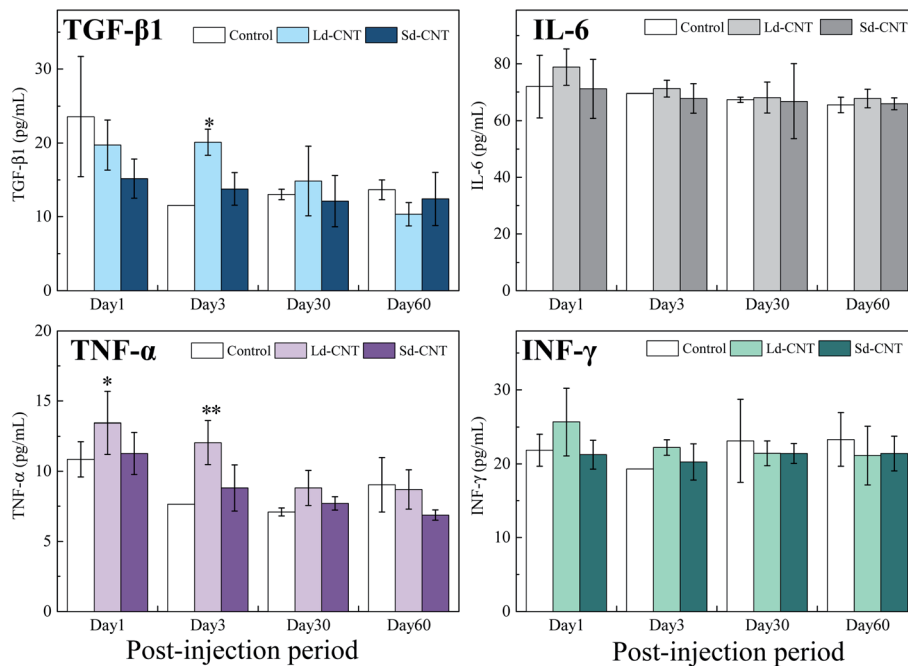 TGF-β1
Control Ld-CNT Sd-CNT
30
20
10
0
TGF-β1 (pg/mL)
*
Day1 Day3 Day30 Day60
IL-6
Control Ld-CNT Sd-CNT
80
60
40
20
0
IL-6 (pg/mL)
Day1 Day3 Day30 Day60
TNF-α
Control Ld-CNT Sd-CNT
20
15
10
5
0
TNF-α (pg/mL)
*
**
Day1 Day3 Day30 Day60
Post-injection period
INF-γ
Control Ld-CNT Sd-CNT
30
20
10
0
INF-γ (pg/mL)
Day1 Day3 Day30 Day60
Post-injection period